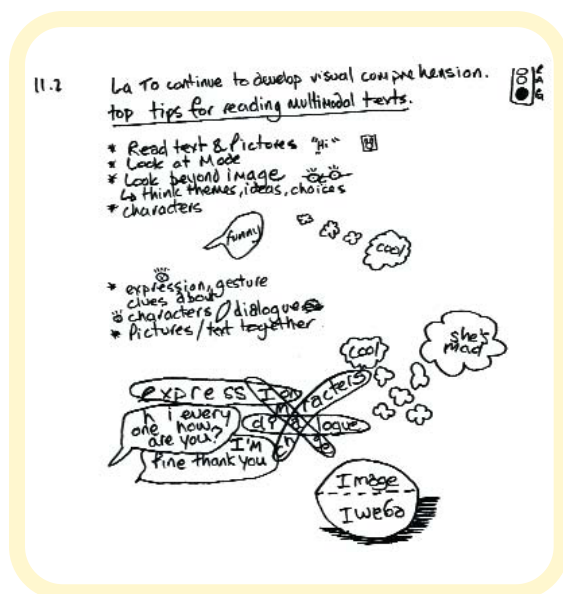 11.2
La To continue to develop visual comprehension.
top tips for reading multimodal texts.
R
A
G
* Read text & Pictures "Hi"
* Look at Mode
* Look beyond image
↳ think themes, ideas, choices
* characters
funny
cool
* expression, gesture
clues about
characters / dialogue
* Pictures / text together
she's
mad
cool
expression
characters
dialogue
image
hi every
one how
are you?
I'm
fine thank you
Image